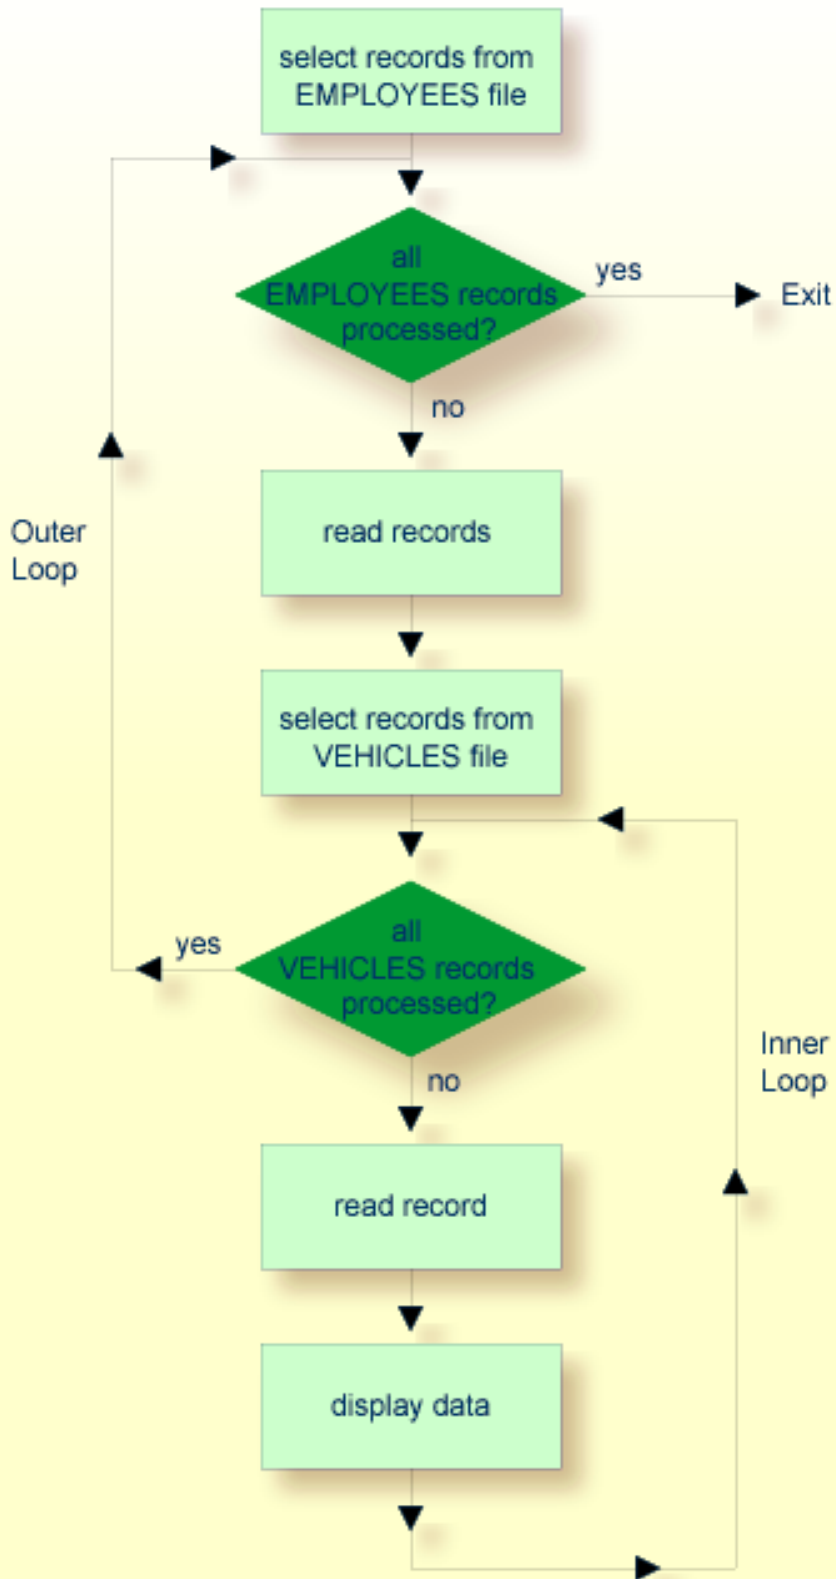 select records from
EMPLOYEES file
all
EMPLOYEES records
processed?
yes
Exit
no
Outer
Loop
read records
select records from
VEHICLES file
all
VEHICLES records
processed?
yes
no
Inner
Loop
read record
display data